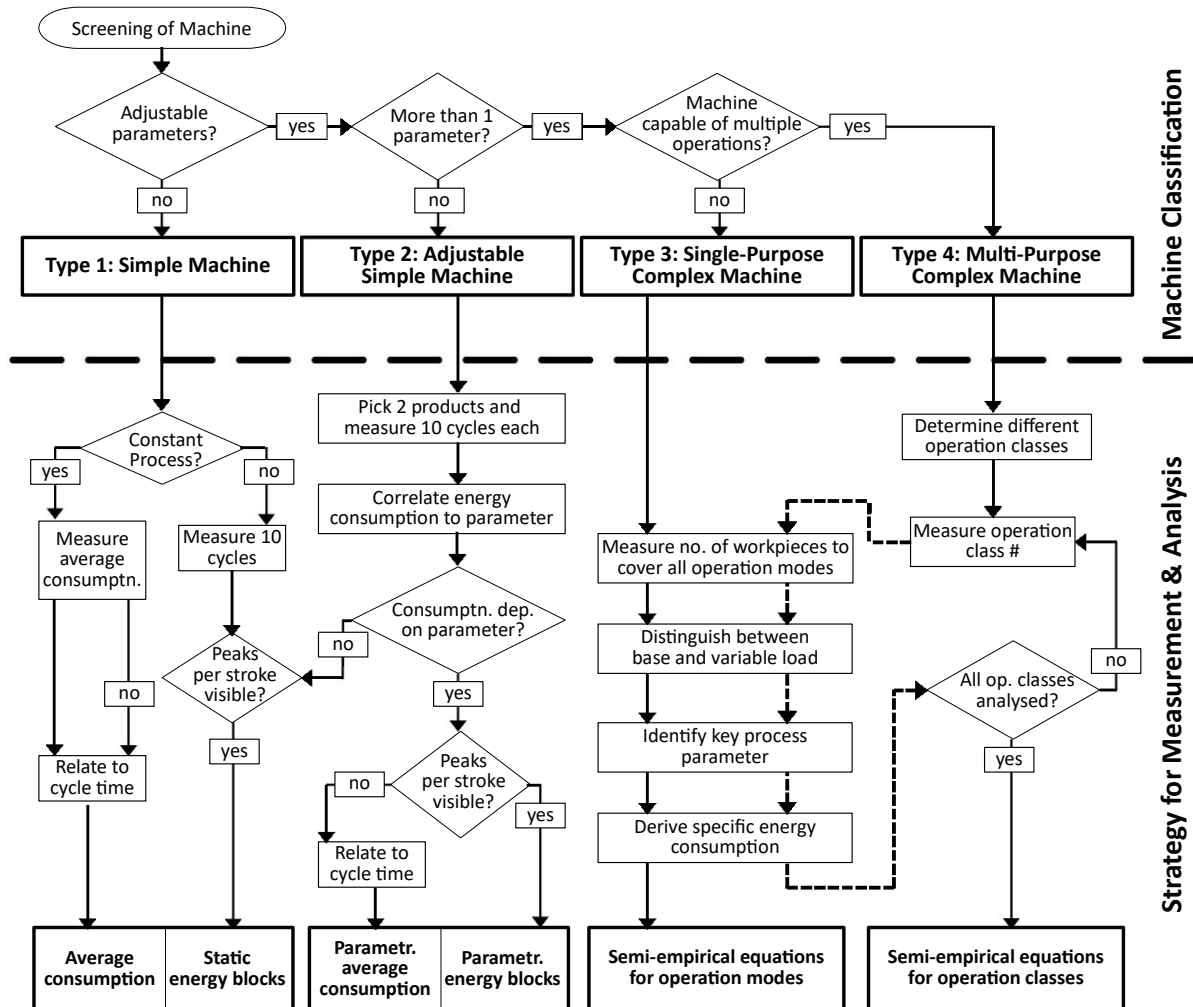 Screening of Machine
Adjustable
parameters?
yes
More than 1
parameter?
yes
Machine
capable of multiple
operations?
yes
no
no
no
Type 1: Simple Machine
Type 2: Adjustable
Simple Machine
Type 3: Single-Purpose
Complex Machine
Type 4: Multi-Purpose
Complex Machine
Machine Classification
Constant
Process?
yes
no
Measure
average
consumptn.
Measure 10
cycles
Peaks
per stroke
visible?
no
yes
Relate to
cycle time
Pick 2 products and
measure 10 cycles each
Correlate energy
consumption to parameter
Consumptn. dep.
on parameter?
no
yes
Peaks
per stroke
visible?
no
yes
Relate to
cycle time
Measure no. of workpieces to
cover all operation modes
Distinguish between
base and variable load
Identify key process
parameter
Derive specific energy
consumption
Determine different
operation classes
Measure operation
class #
All op. classes
analysed?
no
yes
Strategy for Measurement & Analysis
Average
consumption
Static
energy blocks
Parametr.
average
consumption
Parametr.
energy blocks
Semi-empirical equations
for operation modes
Semi-empirical equations
for operation classes